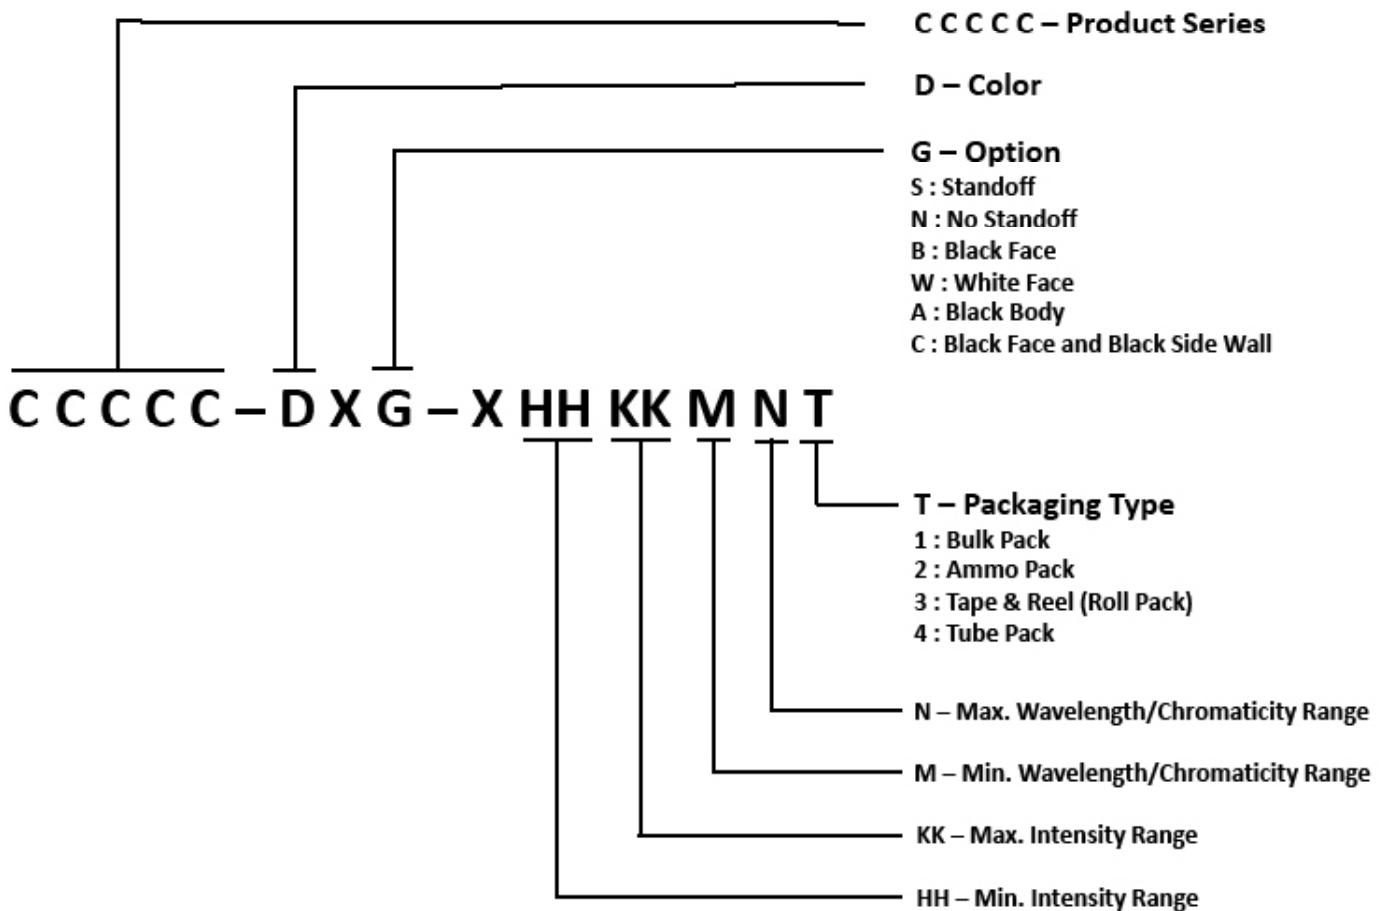 C C C C C – Product Series
D – Color
G – Option
S : Standoff
N : No Standoff
B : Black Face
W : White Face
A : Black Body
C : Black Face and Black Side Wall
C C C C C – D X G – X HH KK M N T
T – Packaging Type
1 : Bulk Pack
2 : Ammo Pack
3 : Tape & Reel (Roll Pack)
4 : Tube Pack
N – Max. Wavelength/Chromaticity Range
M – Min. Wavelength/Chromaticity Range
KK – Max. Intensity Range
HH – Min. Intensity Range